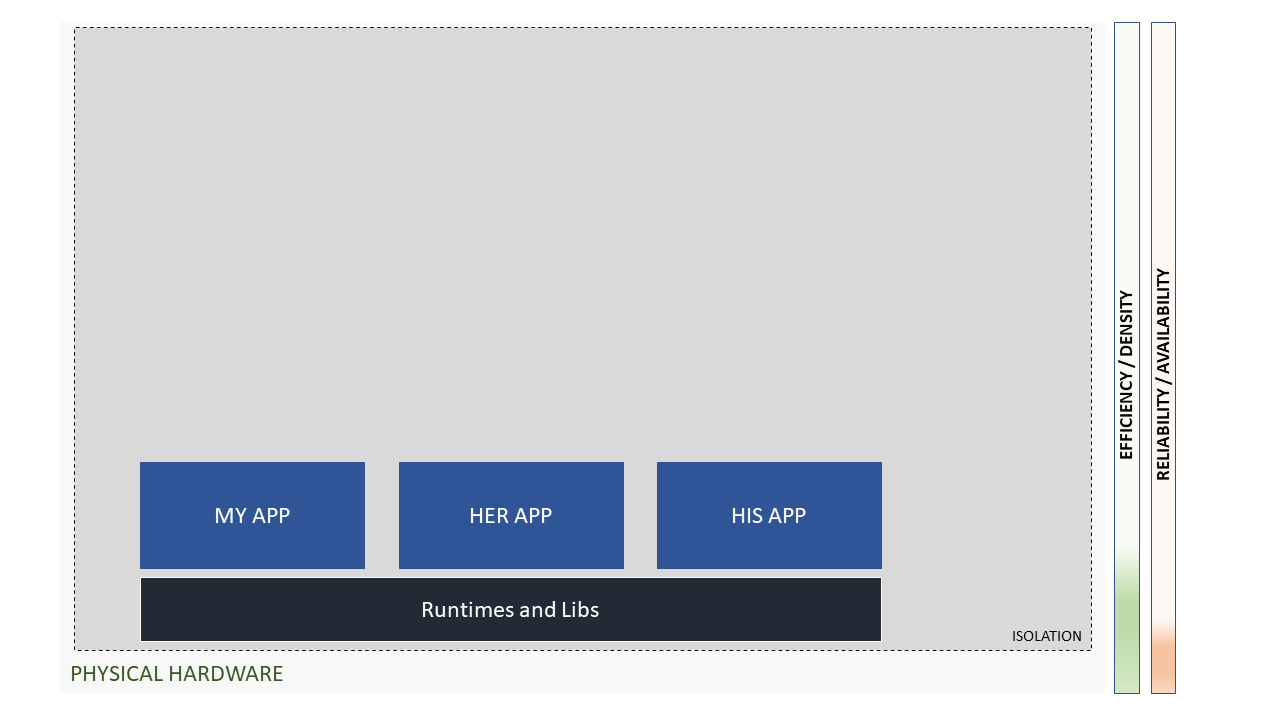 MY APP
HER APP
HIS APP
Runtimes and Libs
ISOLATION
PHYSICAL HARDWARE
EFFICIENCY / DENSITY
RELIABILITY / AVAILABILITY